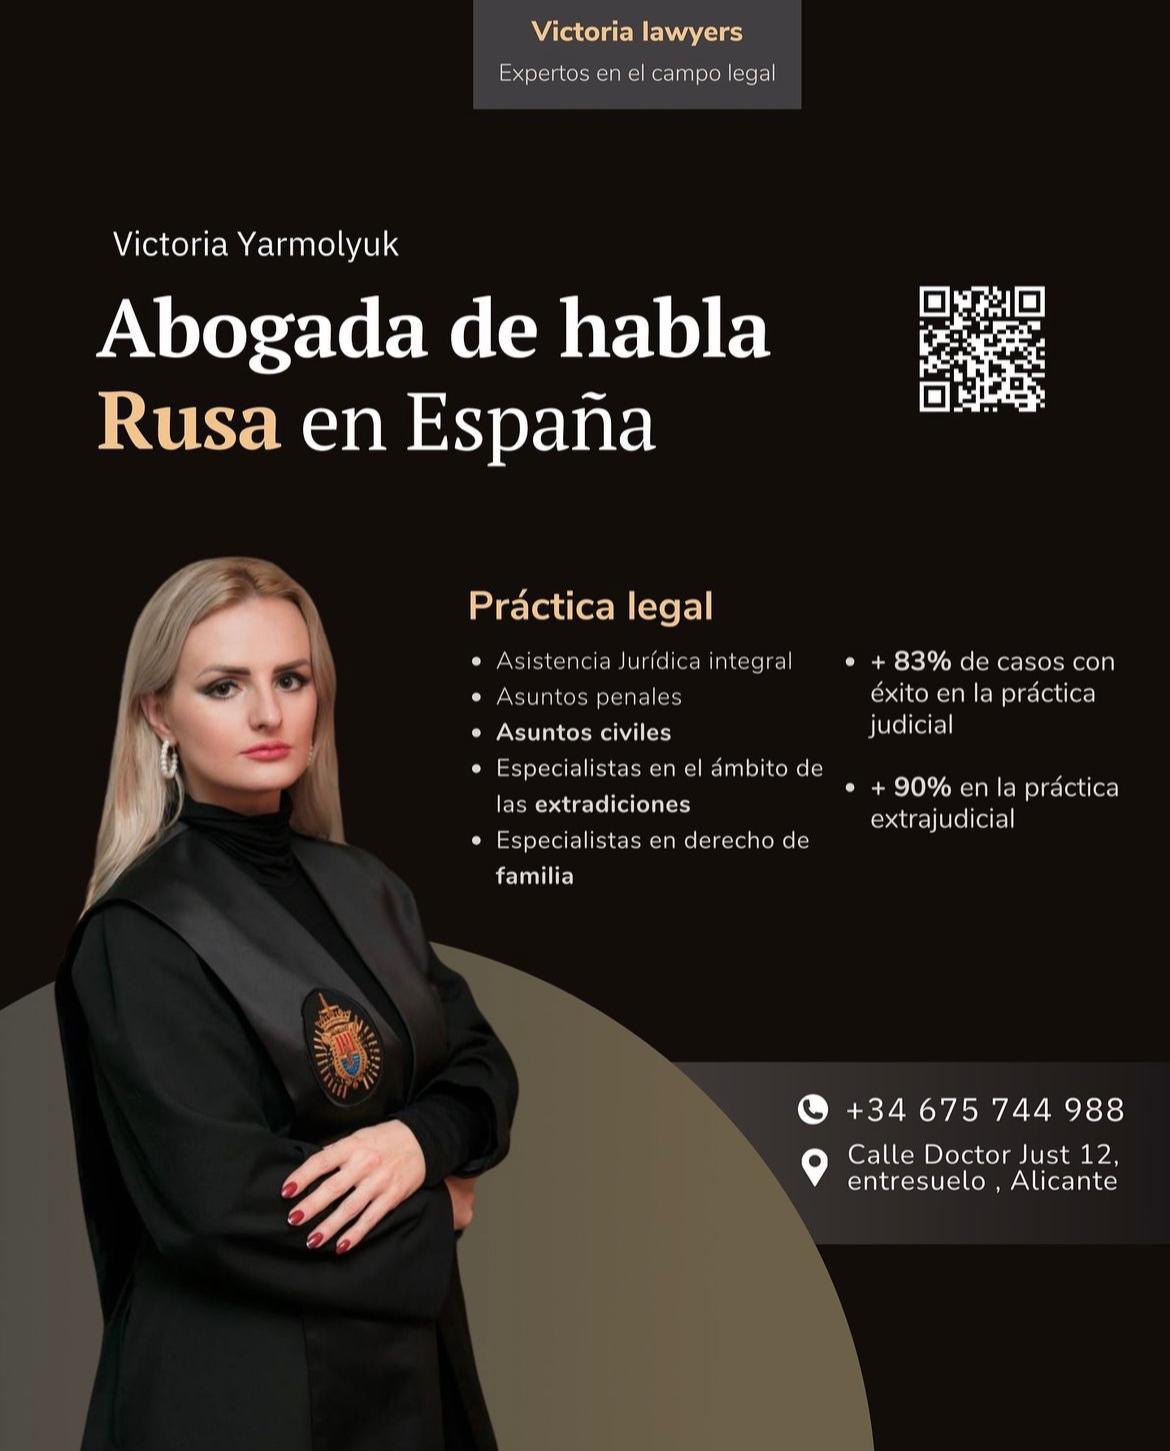 Victoria lawyers
Expertos en el campo legal
Victoria Yarmolyuk
Abogada de habla
Rusa en España
Práctica legal
Asistencia Jurídica integral
Asuntos penales
Asuntos civiles
Especialistas en el ámbito de
las extradiciones
Especialistas en derecho de
familia
+ 83% de casos con
éxito en la práctica
judicial
+ 90% en la práctica
extrajudicial
+34 675 744 988
Calle Doctor Just 12,
entresuelo , Alicante